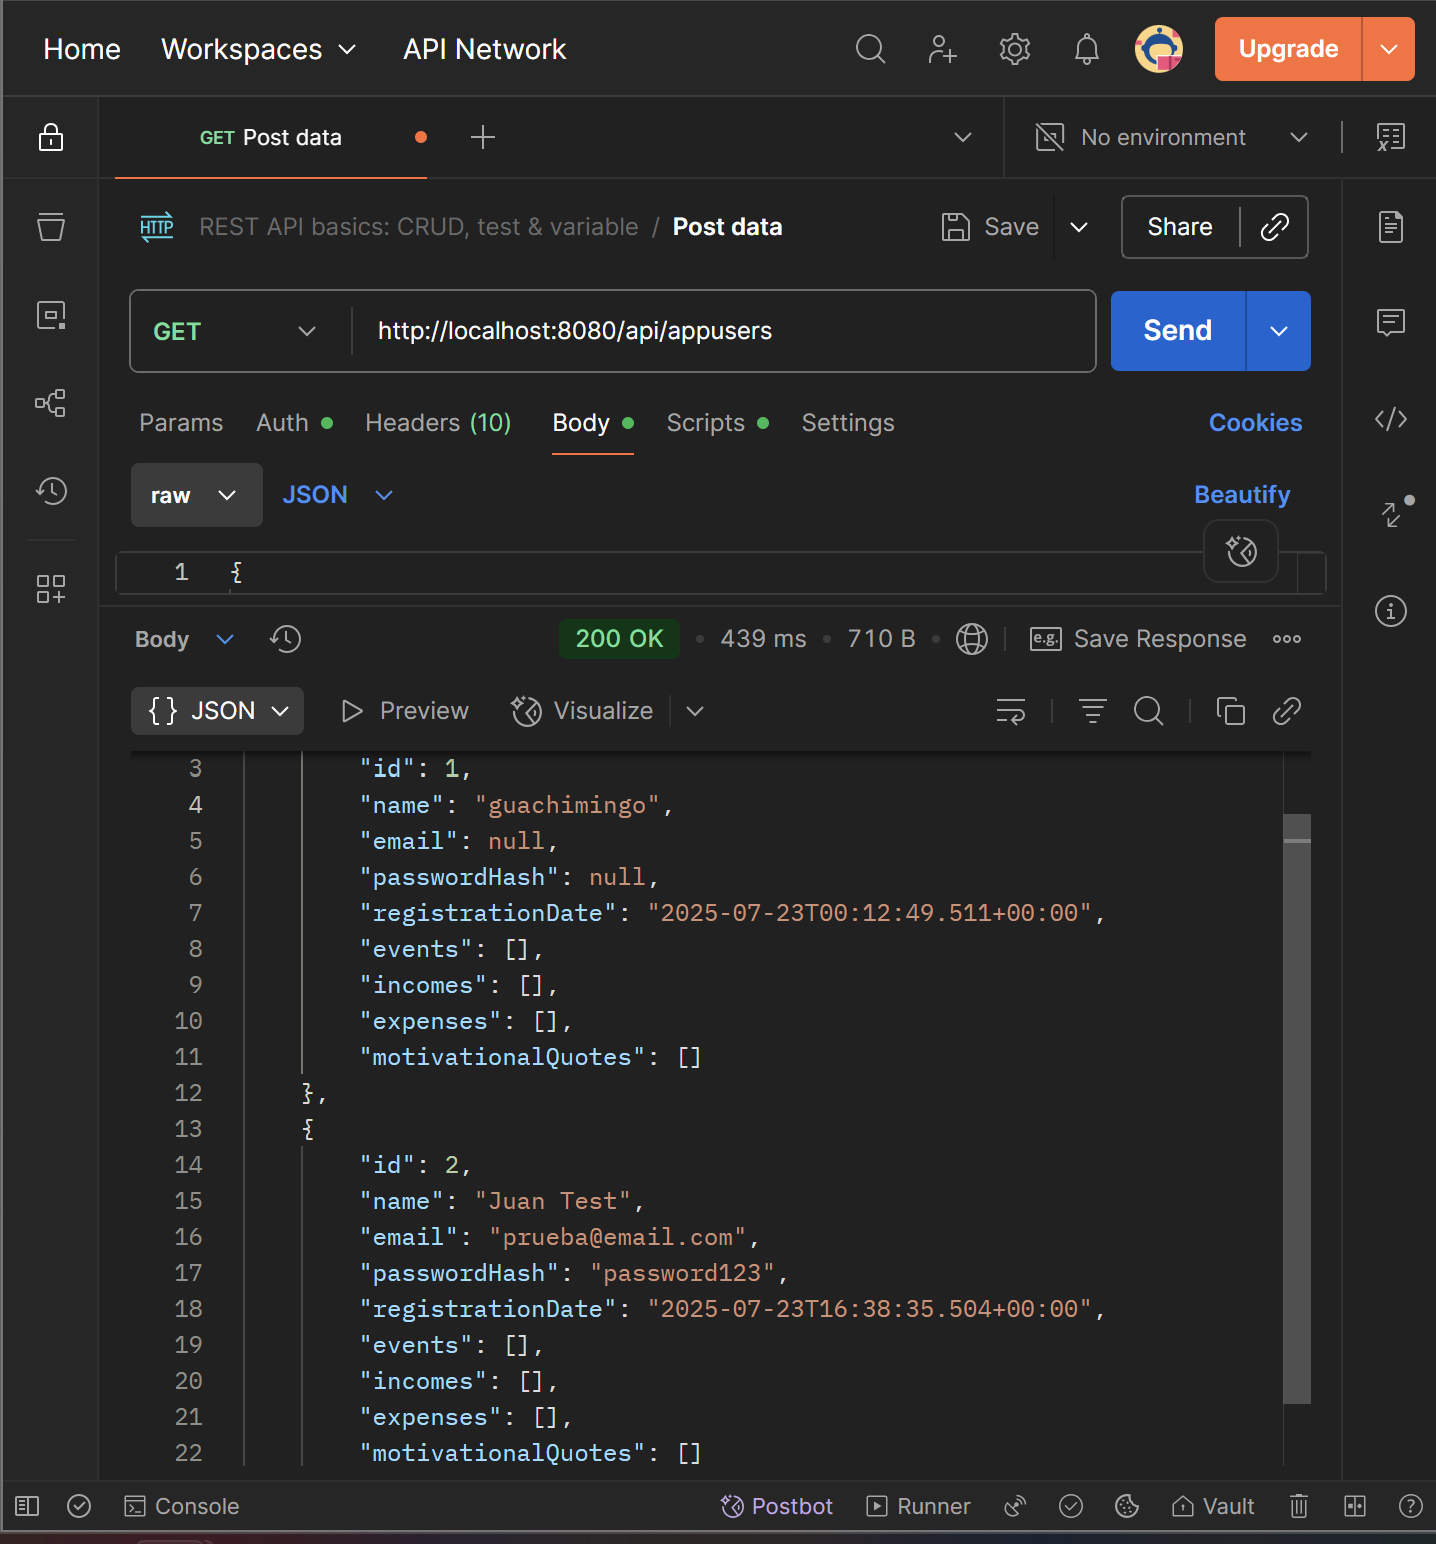 Home Workspaces API Network Upgrade
GET Post data No environment
HTTP REST API basics: CRUD, test & variable / Post data Save Share
GET http://localhost:8080/api/appusers Send
Params Auth Headers (10) Body Scripts Settings Cookies
raw JSON Beautify
1 {
Body 200 OK • 439 ms • 710 B • e.g. Save Response
{} JSON Preview Visualize
3 "id": 1,
4 "name": "guachimingo",
5 "email": null,
6 "passwordHash": null,
7 "registrationDate": "2025-07-23T00:12:49.511+00:00",
8 "events": [],
9 "incomes": [],
10 "expenses": [],
11 "motivationalQuotes": []
12 },
13 {
14 "id": 2,
15 "name": "Juan Test",
16 "email": "prueba@email.com",
17 "passwordHash": "password123",
18 "registrationDate": "2025-07-23T16:38:35.504+00:00",
19 "events": [],
20 "incomes": [],
21 "expenses": [],
22 "motivationalQuotes": []
Console Postbot Runner Vault